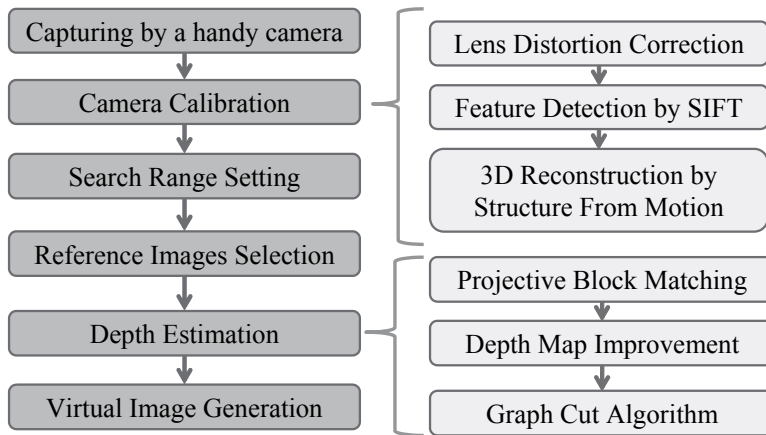 Capturing by a handy camera
Camera Calibration
Search Range Setting
Reference Images Selection
Depth Estimation
Virtual Image Generation
Lens Distortion Correction
Feature Detection by SIFT
3D Reconstruction by
Structure From Motion
Projective Block Matching
Depth Map Improvement
Graph Cut Algorithm